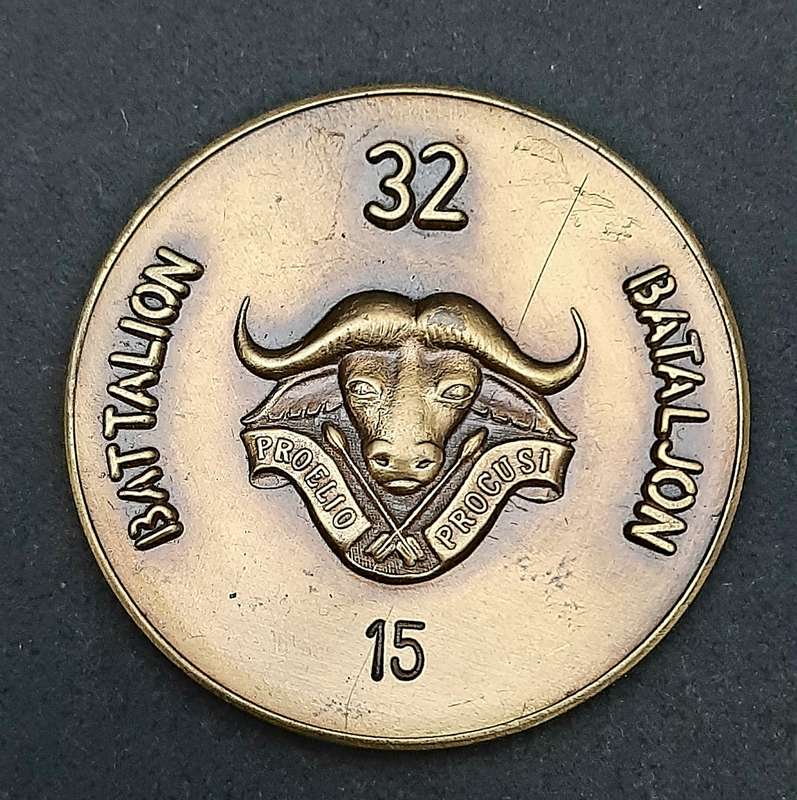 32
BATTALION
BATALJON
PROELIO
PROCUSI
15